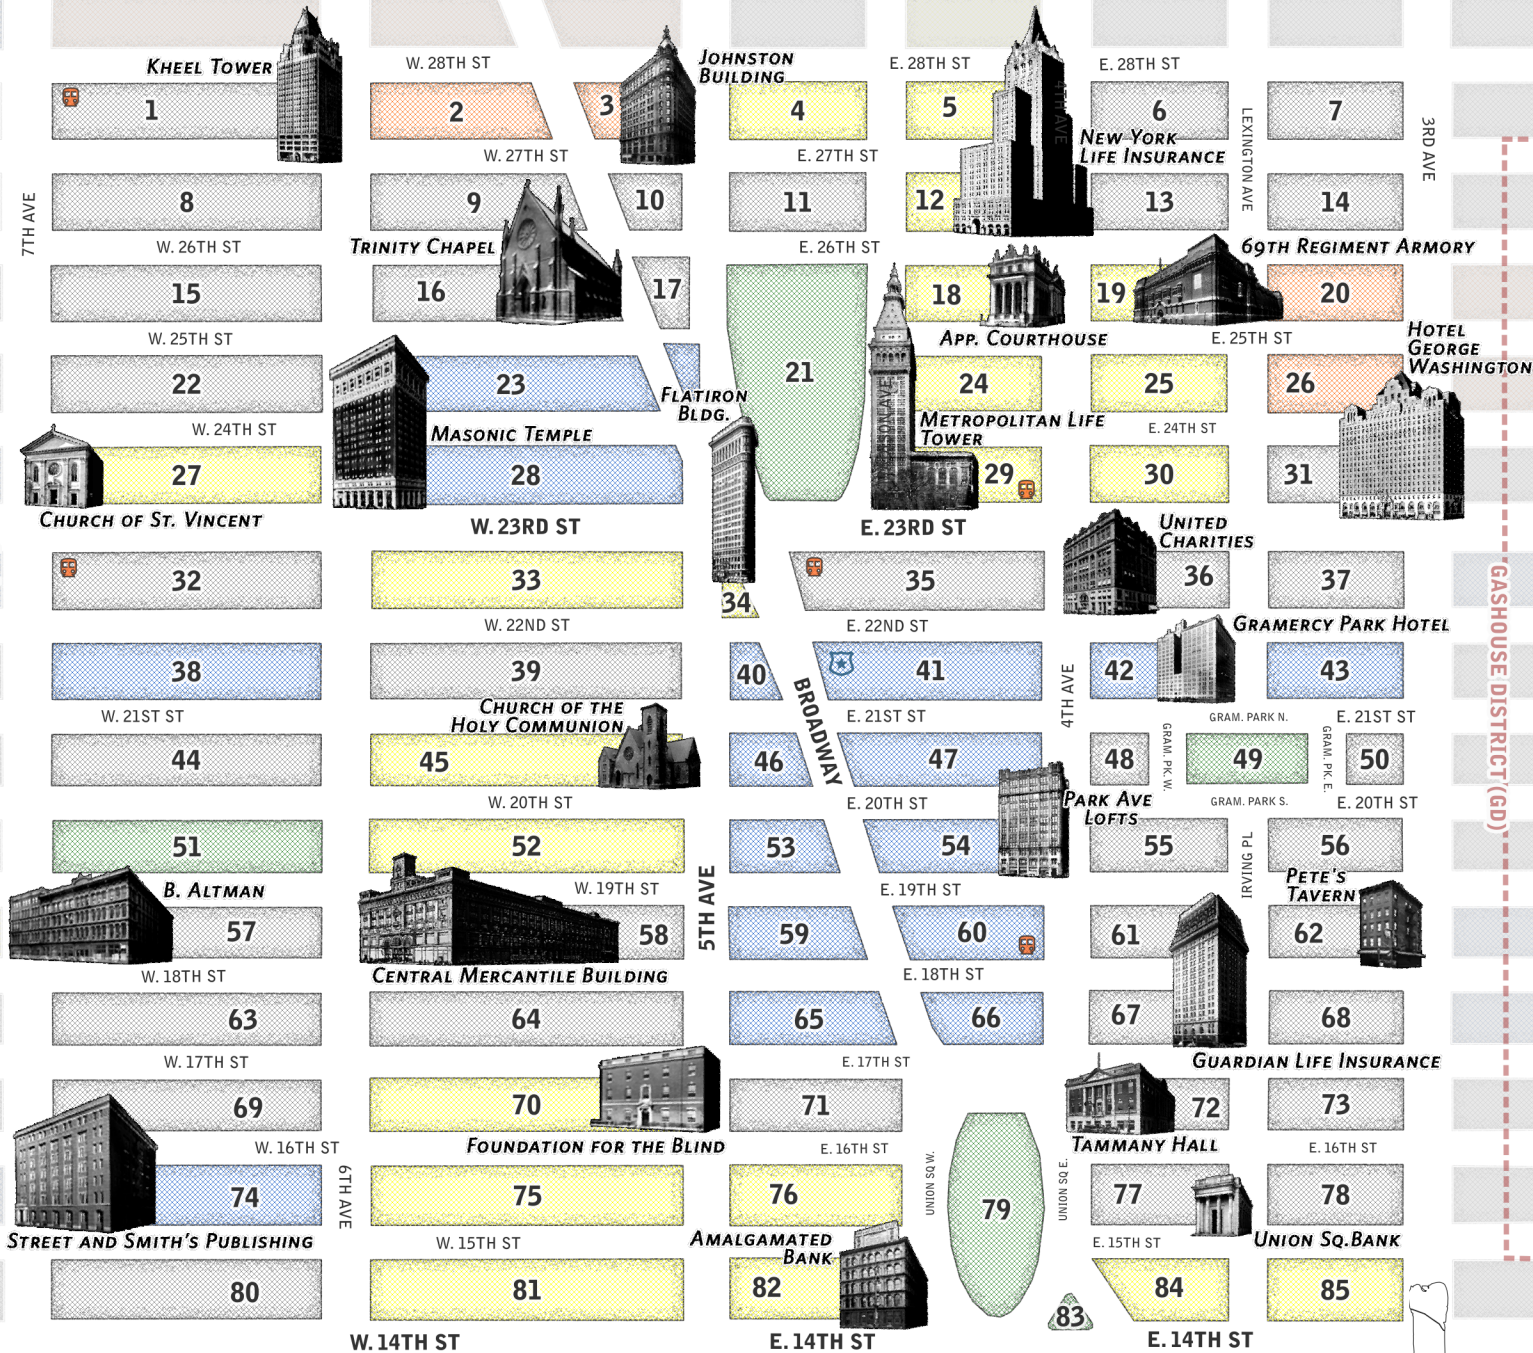 W. 28TH ST
E. 28TH ST
E. 28TH ST
KHEEL TOWER
JOHNSTON
BUILDING
1
2
3
4
5
6
7
4TH AVE
LEXINGTON AVE
3RD AVE
NEW YORK
LIFE INSURANCE
W. 27TH ST
E. 27TH ST
7TH AVE
8
9
10
11
12
13
14
W. 26TH ST
TRINITY CHAPEL
E. 26TH ST
69TH REGIMENT ARMORY
15
16
17
18
19
20
W. 25TH ST
APP. COURTHOUSE
E. 25TH ST
HOTEL
GEORGE
WASHINGTON
21
22
23
24
25
26
FLATIRON
BLDG.
MADISON AVE
METROPOLITAN LIFE
TOWER
W. 24TH ST
MASONIC TEMPLE
E. 24TH ST
27
28
29
30
31
CHURCH OF ST. VINCENT
W. 23RD ST
E. 23RD ST
UNITED
CHARITIES
32
33
34
35
36
37
GASHOUSE DISTRICT (GD)
W. 22ND ST
E. 22ND ST
GRAMERCY PARK HOTEL
38
39
40
41
42
43
BROADWAY
4TH AVE
W. 21ST ST
CHURCH OF THE
HOLY COMMUNION
E. 21ST ST
GRAM. PARK N.
E. 21ST ST
44
45
46
47
48
GRAM. PK. W.
49
GRAM. PK. E.
50
W. 20TH ST
E. 20TH ST
PARK AVE
LOFTS
GRAM. PARK S.
E. 20TH ST
51
52
53
54
55
IRVING PL
56
B. ALTMAN
W. 19TH ST
5TH AVE
E. 19TH ST
PETE'S
TAVERN
57
58
59
60
61
62
W. 18TH ST
CENTRAL MERCANTILE BUILDING
E. 18TH ST
63
64
65
66
67
68
W. 17TH ST
E. 17TH ST
GUARDIAN LIFE INSURANCE
69
70
71
72
73
W. 16TH ST
FOUNDATION FOR THE BLIND
E. 16TH ST
TAMMANY HALL
E. 16TH ST
6TH AVE
UNION SQ W.
UNION SQ E.
74
75
76
77
78
79
STREET AND SMITH'S PUBLISHING
W. 15TH ST
AMALGAMATED
BANK
E. 15TH ST
UNION SQ. BANK
80
81
82
83
84
85
W. 14TH ST
E. 14TH ST
E. 14TH ST